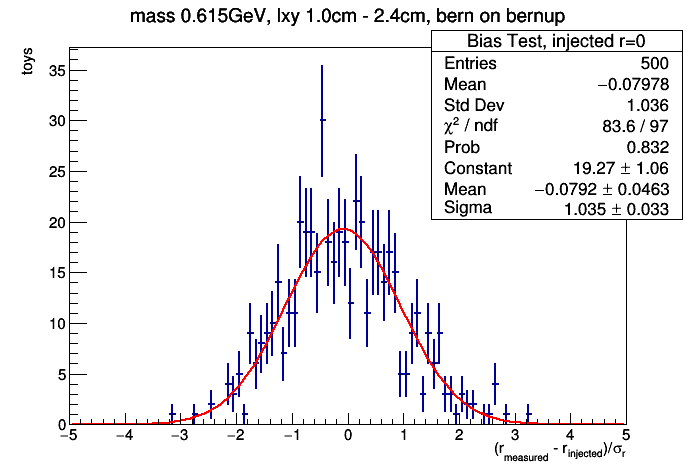 mass 0.615GeV, lxy 1.0cm - 2.4cm, bern on bernup
Bias Test, injected r=0
Entries 500
Mean −0.07978
Std Dev 1.036
χ² / ndf 83.6 / 97
Prob 0.832
Constant 19.27 ± 1.06
Mean −0.0792 ± 0.0463
Sigma 1.035 ± 0.033
toys
35
30
25
20
15
10
5
0
−5 −4 −3 −2 −1 0 1 2 3 4 5
(r_measured - r_injected)/σ_r